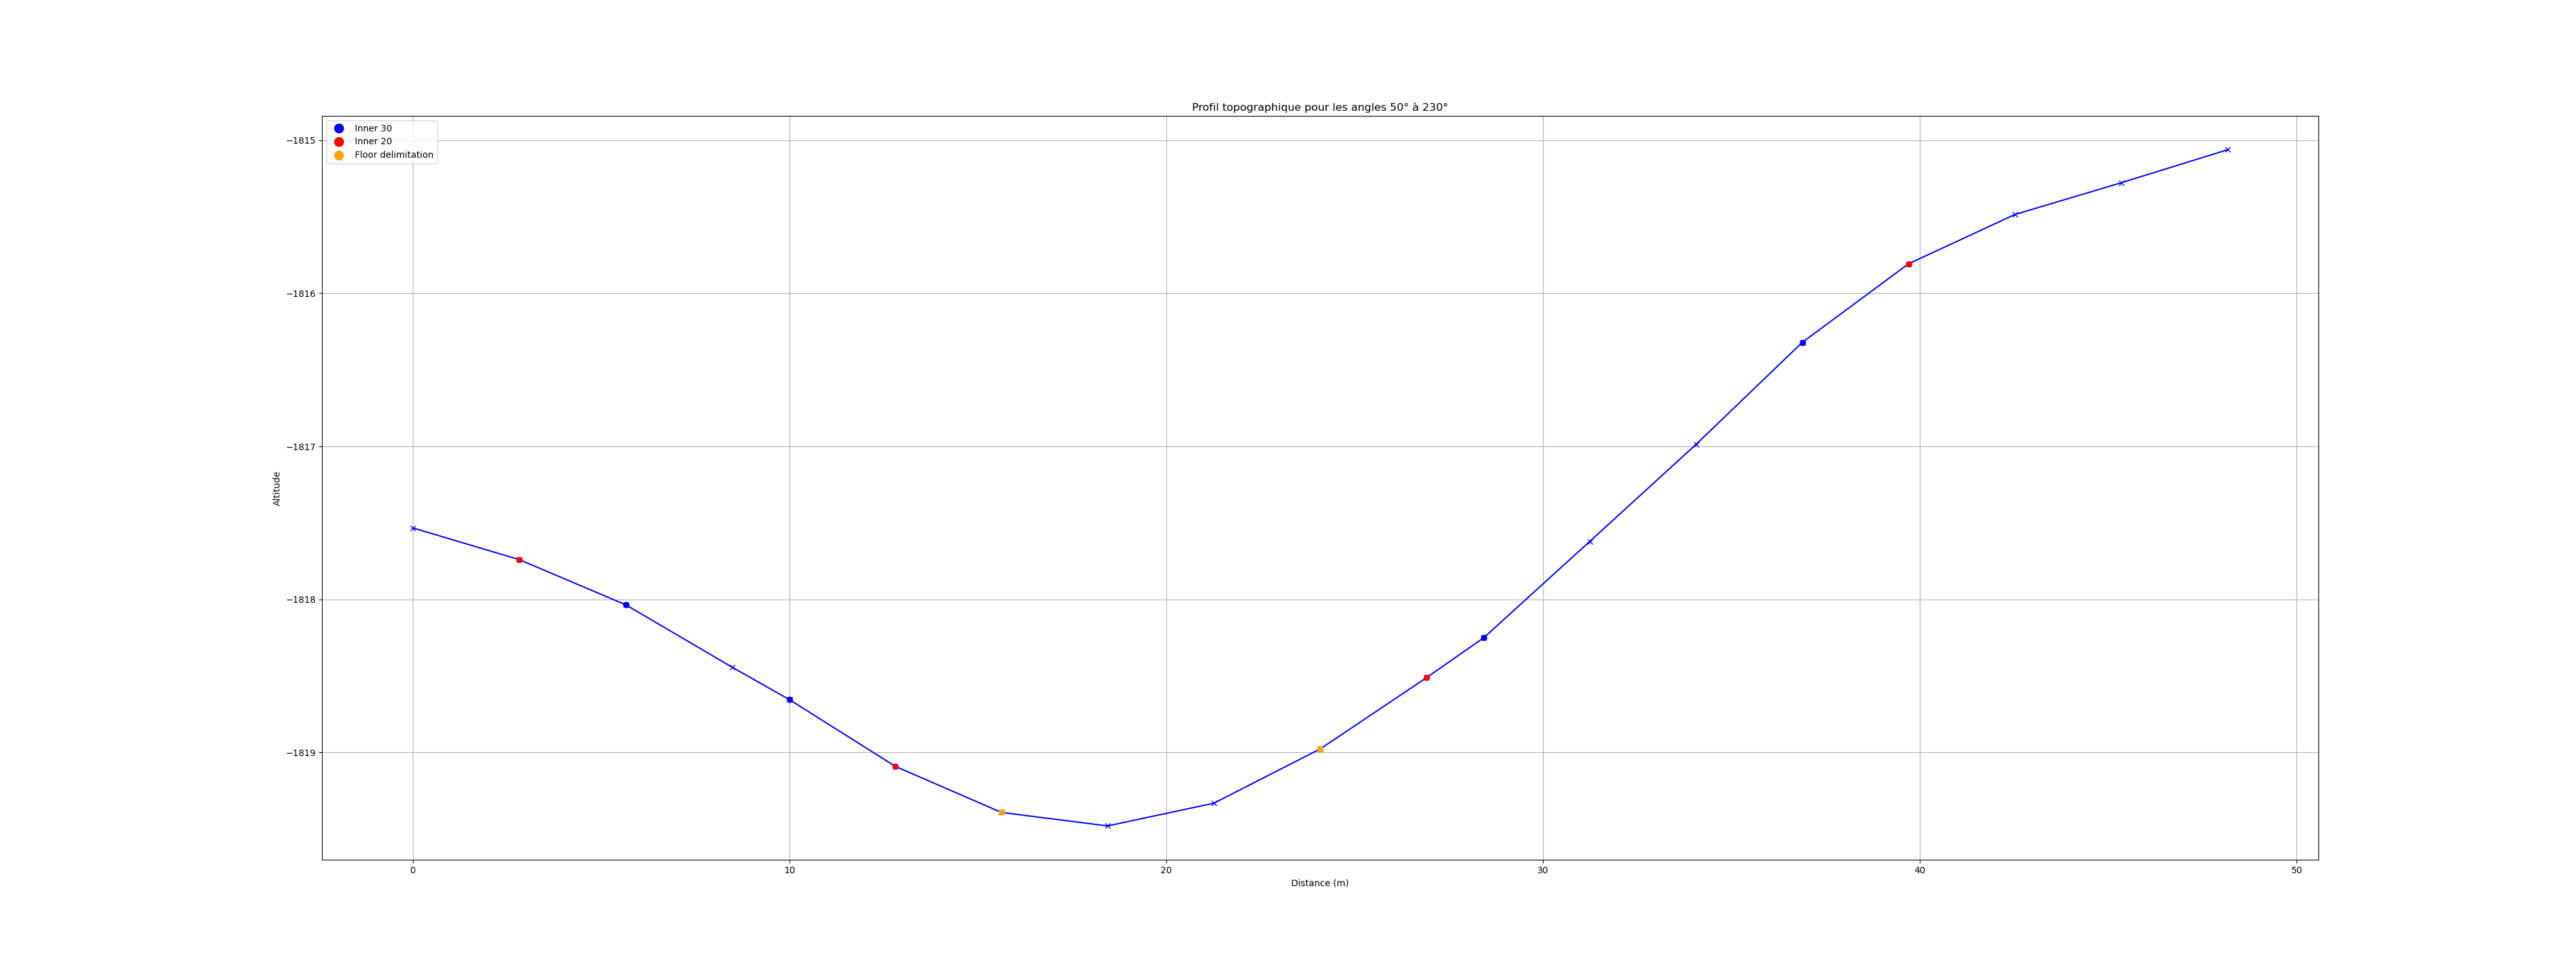 Profil topographique pour les angles 50° à 230°
Inner 30
Inner 20
Floor delimitation
−1815
−1816
−1817
−1818
−1819
Altitude
0
10
20
30
40
50
Distance (m)